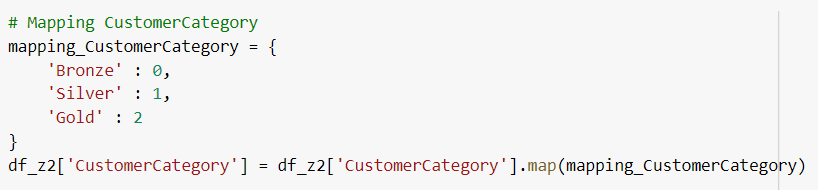 # Mapping CustomerCategory
mapping_CustomerCategory = {
    'Bronze' : 0,
    'Silver' : 1,
    'Gold' : 2
}
df_z2['CustomerCategory'] = df_z2['CustomerCategory'].map(mapping_CustomerCategory)